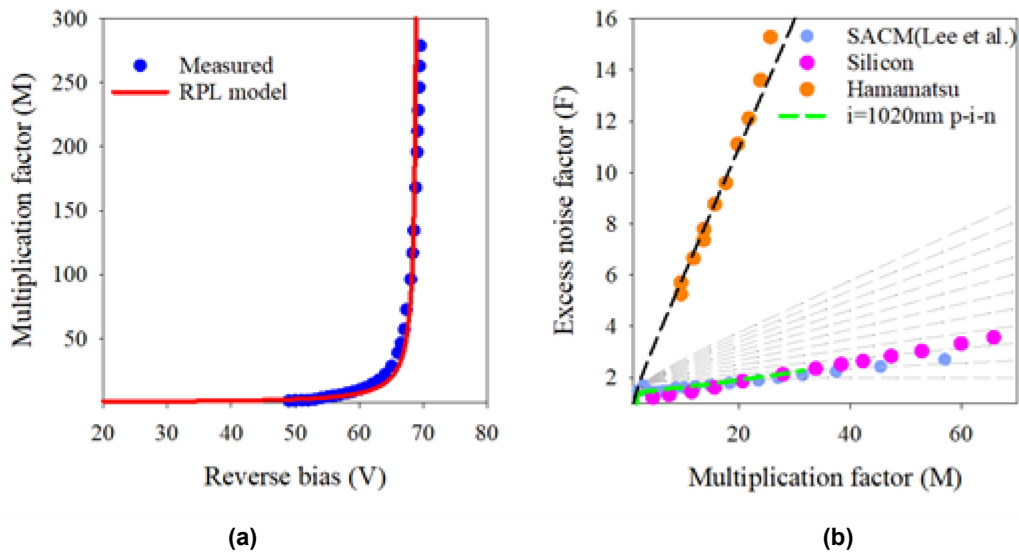 300
250
200
150
100
50
20 30 40 50 60 70 80
Multiplication factor (M)
Reverse bias (V)
Measured
RPL model
16
14
12
10
8
6
4
2
20 40 60
Excess noise factor (F)
Multiplication factor (M)
SACM(Lee et al.)
Silicon
Hamamatsu
i=1020nm p-i-n
(a) (b)